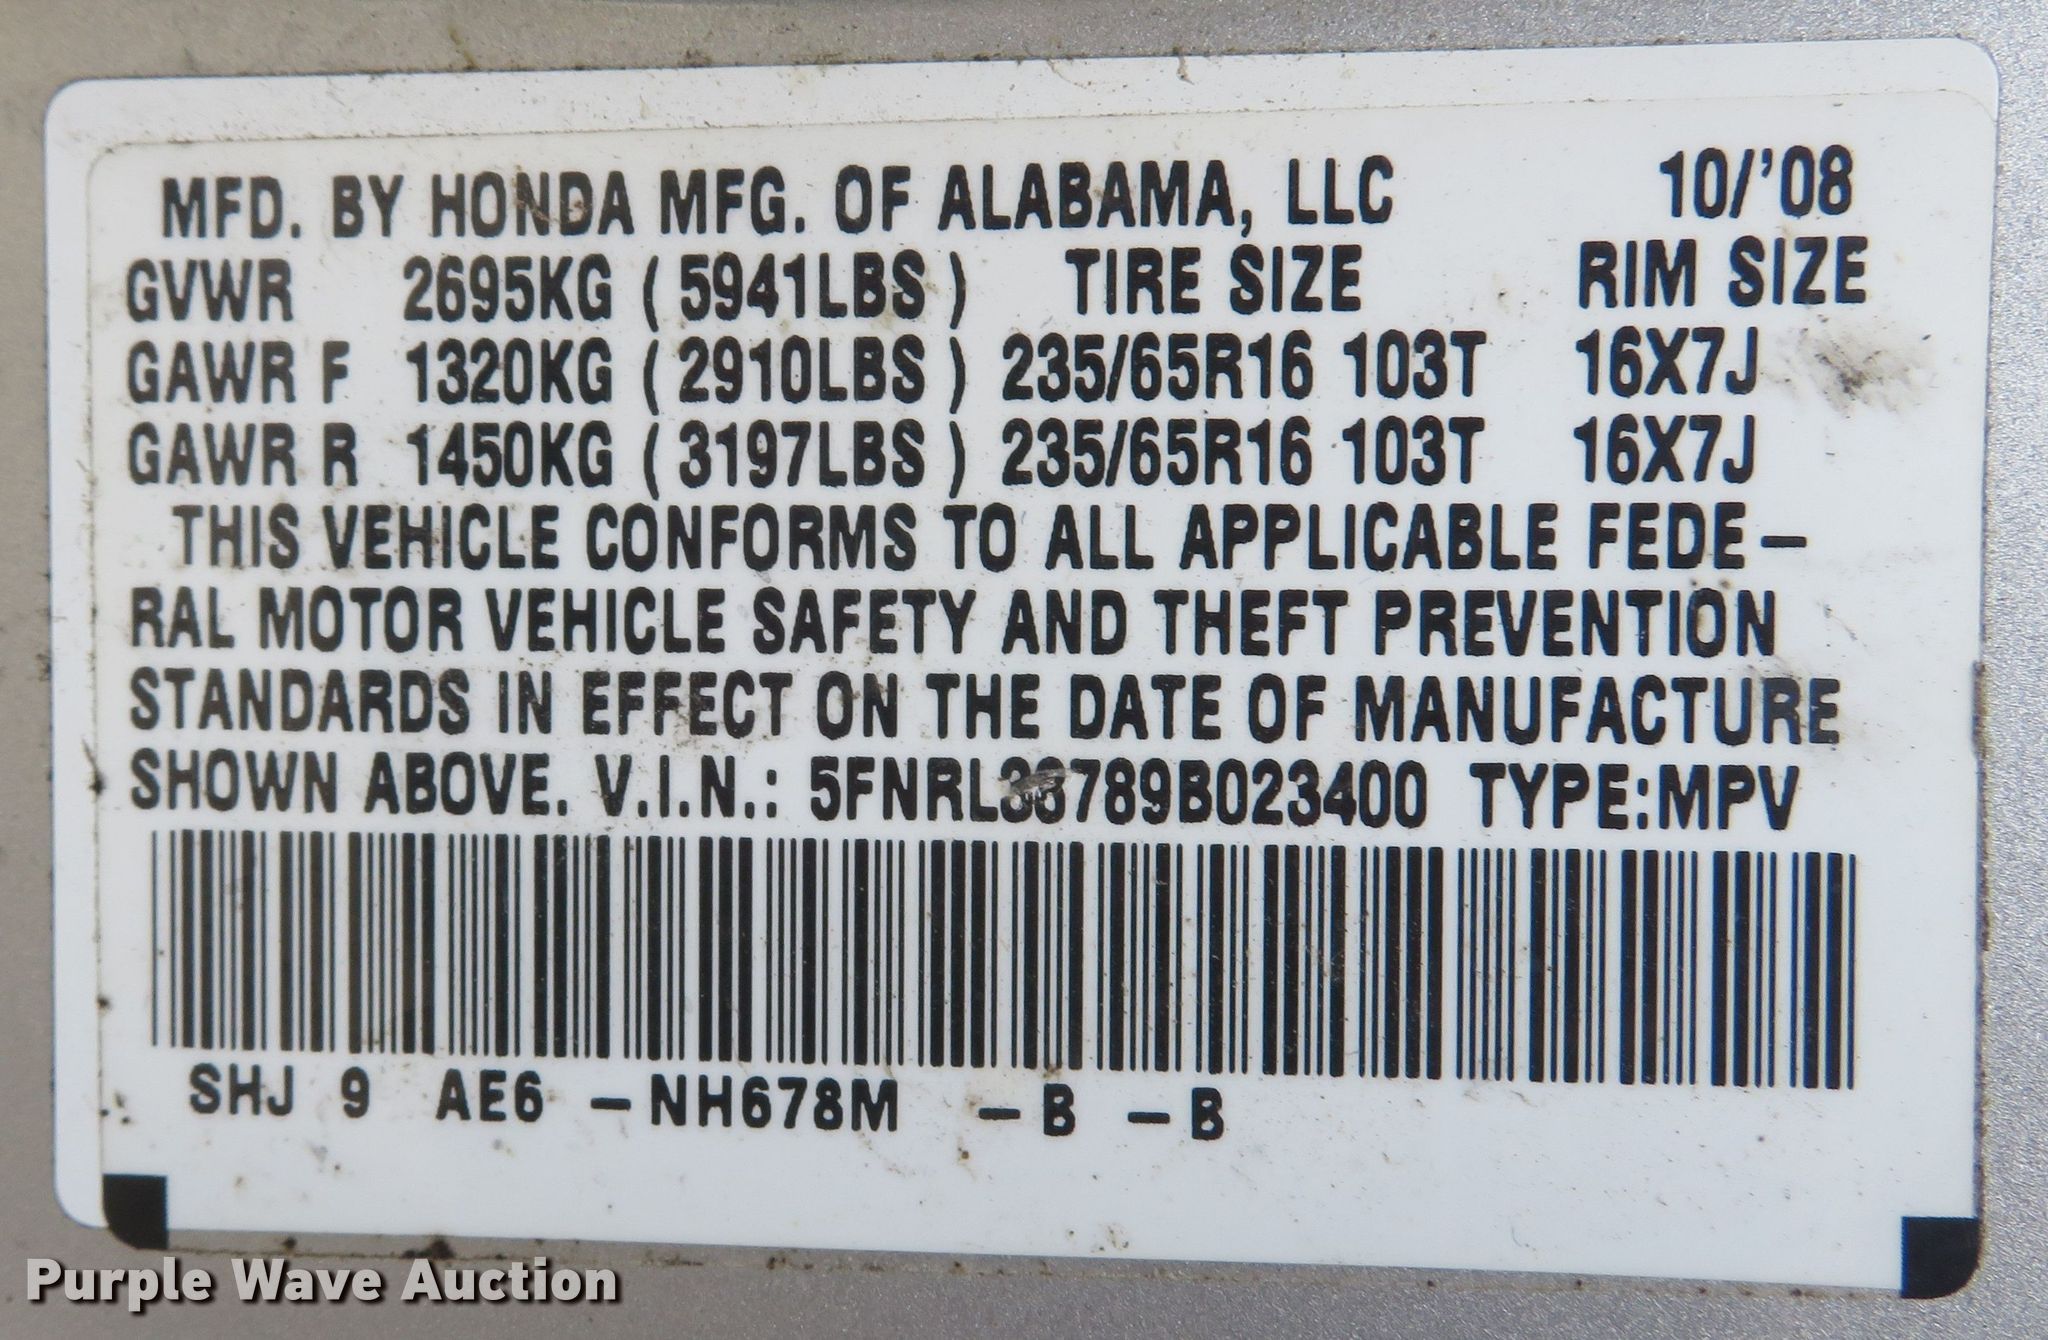 MFD. BY HONDA MFG. OF ALABAMA, LLC 10/'08
GVWR 2695KG (5941LBS) TIRE SIZE RIM SIZE
GAWR F 1320KG (2910LBS) 235/65R16 103T 16X7J
GAWR R 1450KG (3197LBS) 235/65R16 103T 16X7J
THIS VEHICLE CONFORMS TO ALL APPLICABLE FEDE-
RAL MOTOR VEHICLE SAFETY AND THEFT PREVENTION
STANDARDS IN EFFECT ON THE DATE OF MANUFACTURE
SHOWN ABOVE. V.I.N.: 5FNRL38789B023400 TYPE:MPV
SHJ 9 AE6 -NH678M -B -B
Purple Wave Auction